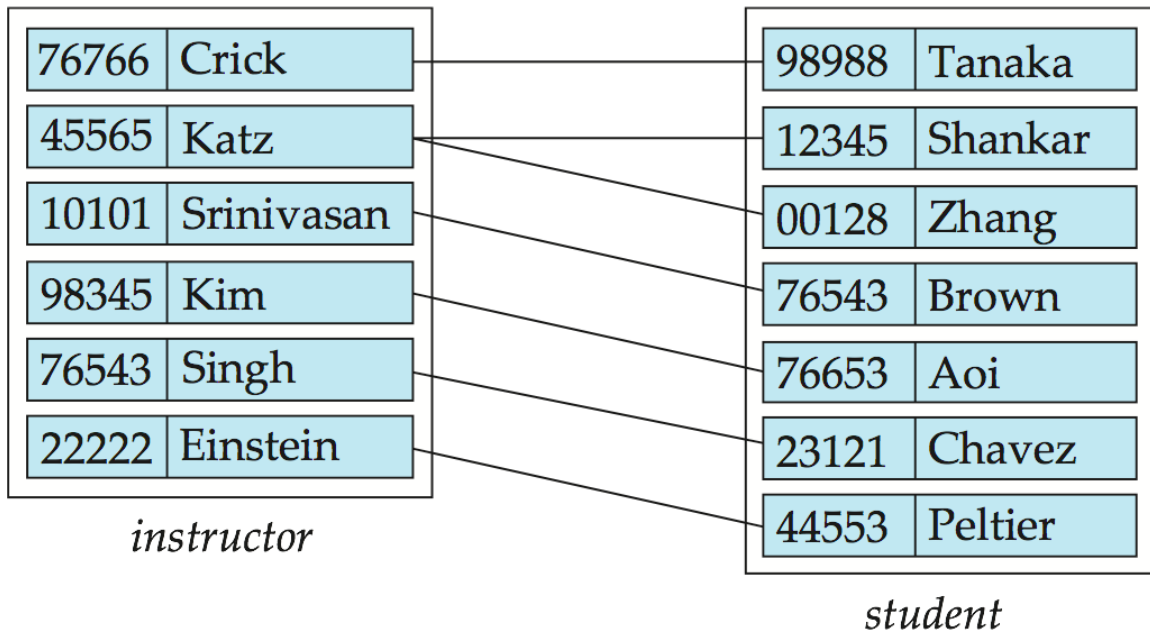 76766 Crick
45565 Katz
10101 Srinivasan
98345 Kim
76543 Singh
22222 Einstein
instructor
98988 Tanaka
12345 Shankar
00128 Zhang
76543 Brown
76653 Aoi
23121 Chavez
44553 Peltier
student